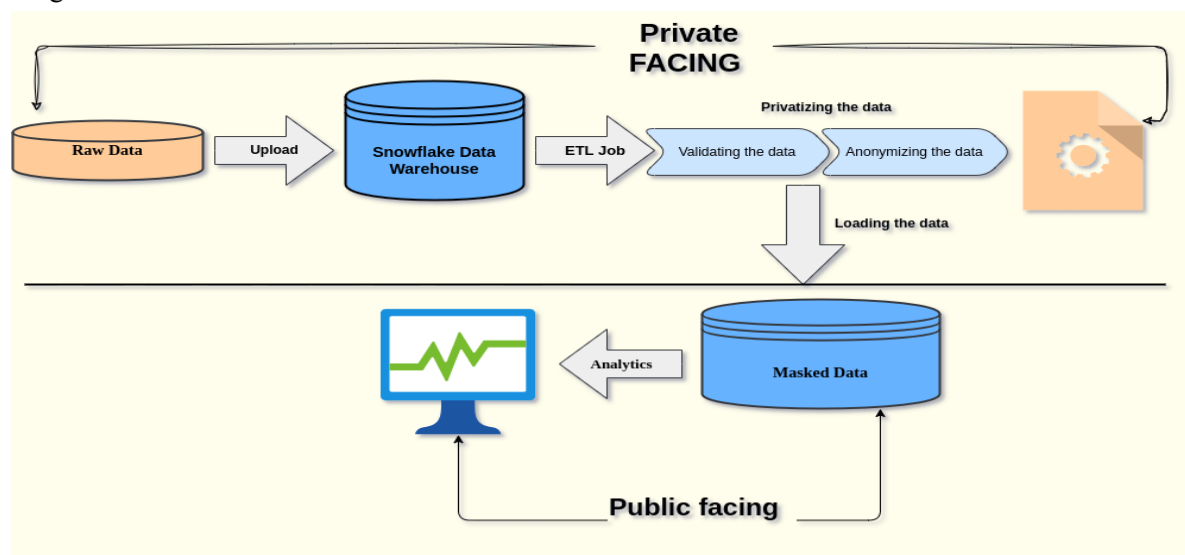 Private
FACING
Raw Data
Upload
Snowflake Data
Warehouse
ETL Job
Privatizing the data
Validating the data
Anonymizing the data
Loading the data
Analytics
Masked Data
Public facing